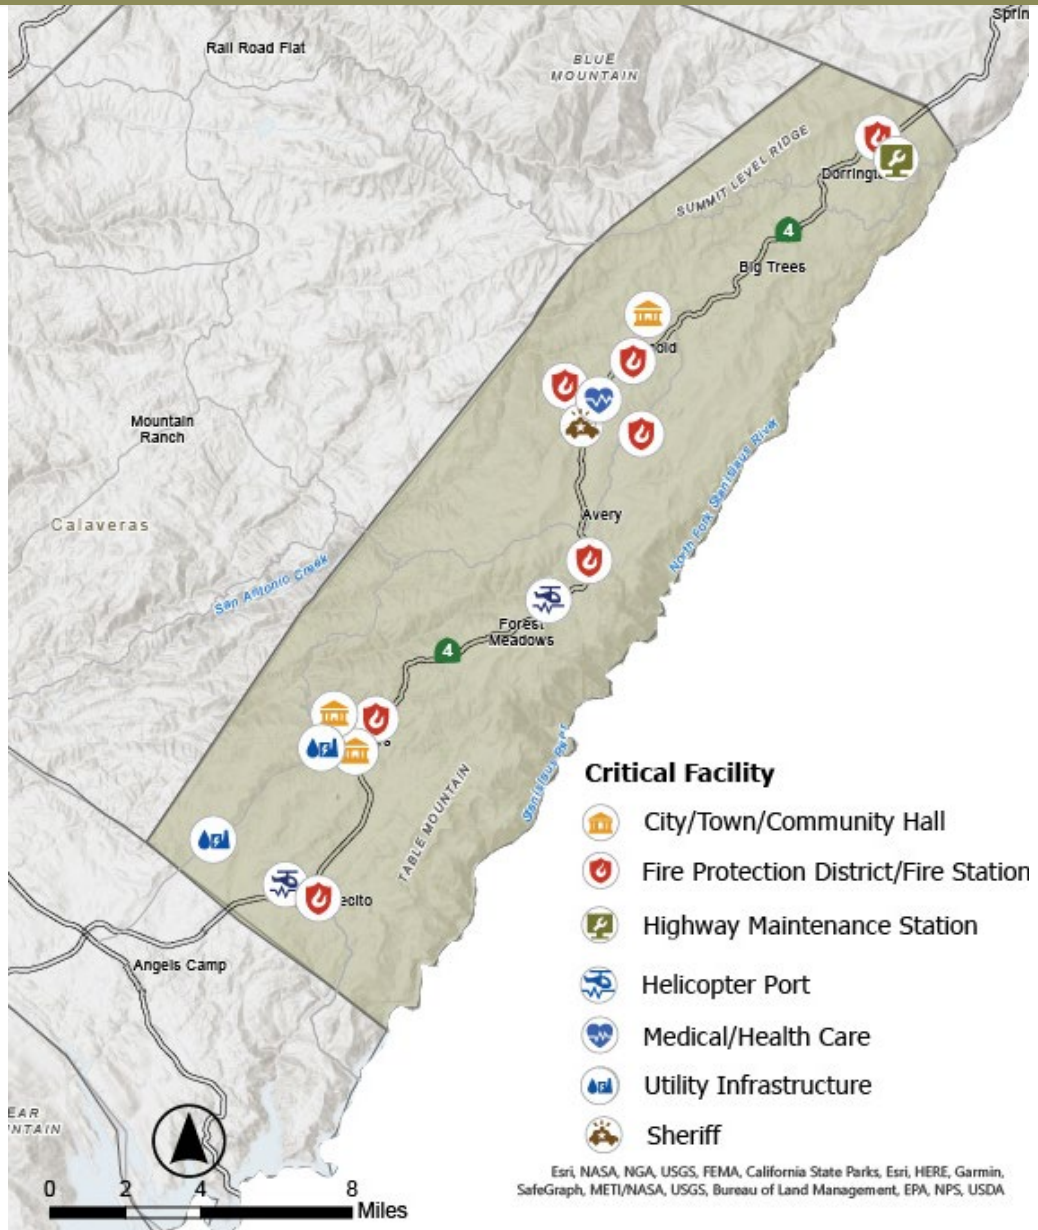 Sprin
Rail Road Flat
BLUE
MOUNTAIN
SUMMIT LEVEL RIDGE
Dorringt
4
Big Trees
old
Mountain
Ranch
North Fork Stanislaus River
Avery
Calaveras
San Antonio Creek
Forest
Meadows
4
TABLE MOUNTAIN
Stanislaus River
ecito
Angels Camp
EAR
NTAIN
Critical Facility
City/Town/Community Hall
Fire Protection District/Fire Station
Highway Maintenance Station
Helicopter Port
Medical/Health Care
Utility Infrastructure
Sheriff
Esri, NASA, NGA, USGS, FEMA, California State Parks, Esri, HERE, Garmin,
SafeGraph, METI/NASA, USGS, Bureau of Land Management, EPA, NPS, USDA
0 2 4 8
Miles